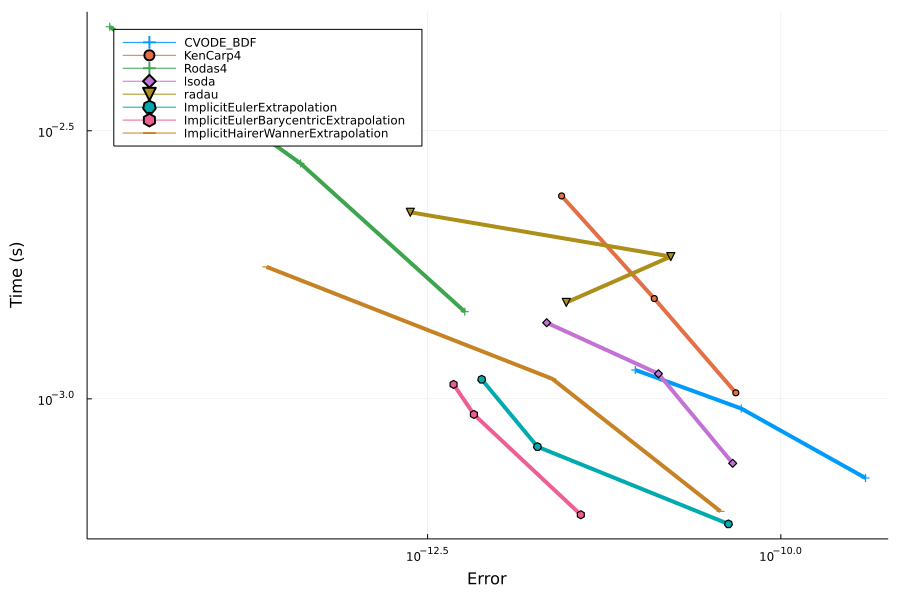 CVODE_BDF
KenCarp4
Rodas4
lsoda
radau
ImplicitEulerExtrapolation
ImplicitEulerBarycentricExtrapolation
ImplicitHairerWannerExtrapolation
10^−2.5
10^−3.0
Time (s)
10^−12.5 10^−10.0
Error